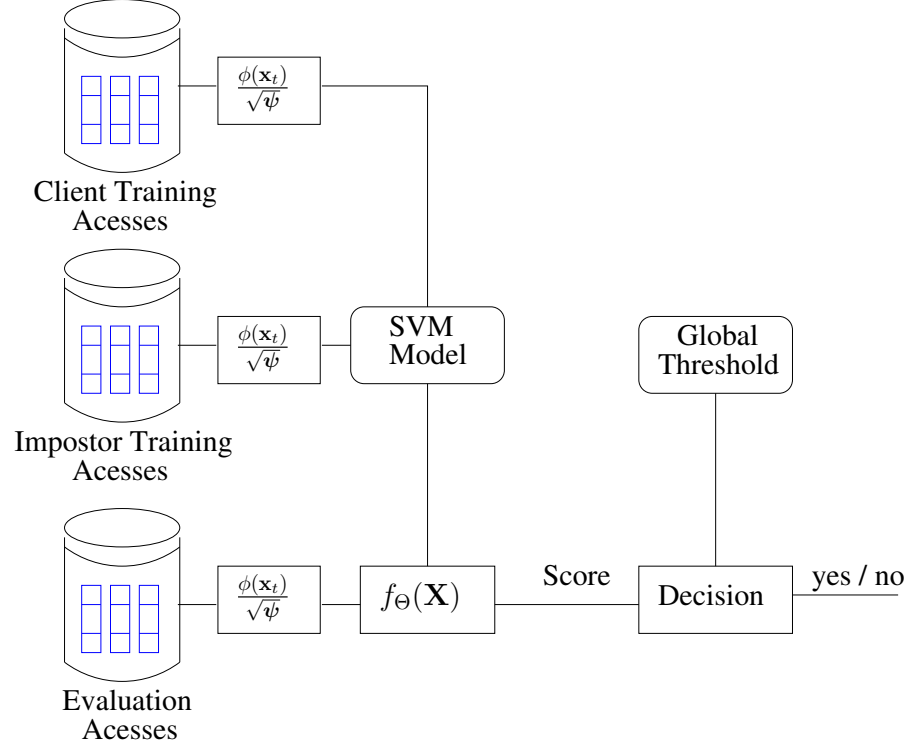 φ(x_t)
√ψ
Client Training
Acesses
φ(x_t)
√ψ
SVM
Model
Global
Threshold
Impostor Training
Acesses
φ(x_t)
√ψ
f_Θ(X)
Score
Decision
yes / no
Evaluation
Acesses